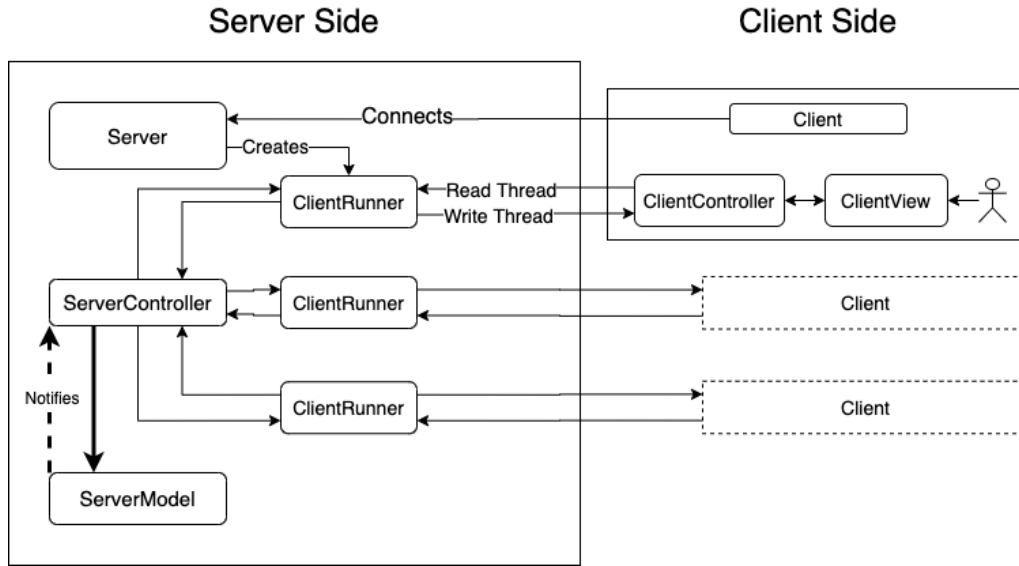 Server Side
Client Side
Server
Connects
Client
Creates
ClientRunner
Read Thread
Write Thread
ClientController
ClientView
ServerController
ClientRunner
Client
Notifies
ClientRunner
Client
ServerModel